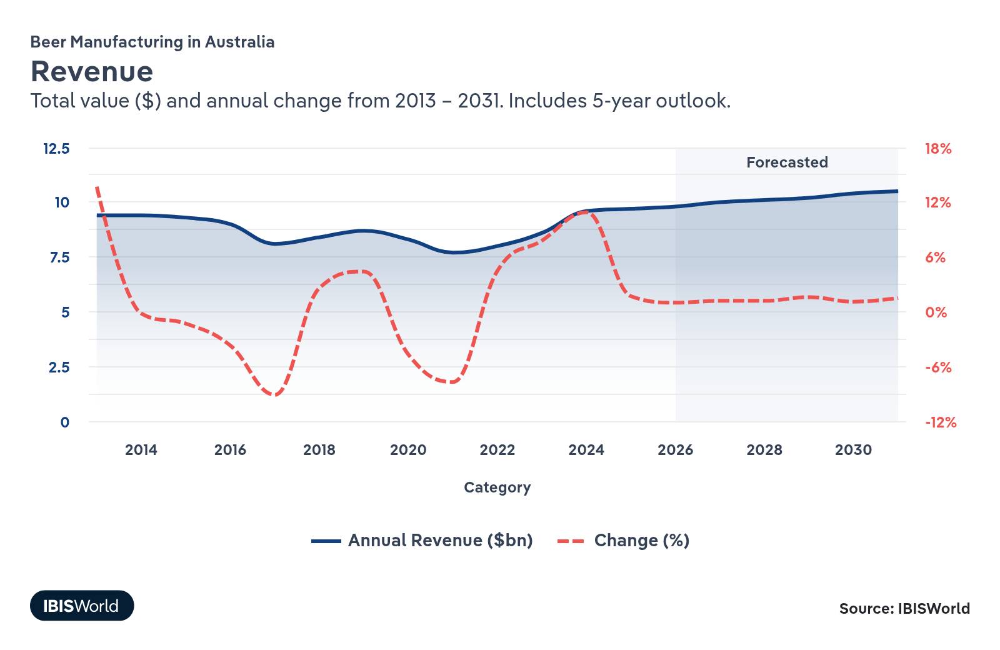 Beer Manufacturing in Australia
Revenue
Total value ($) and annual change from 2013 – 2031. Includes 5-year outlook.
12.5
10
7.5
5
2.5
0
Forecasted
18%
12%
6%
0%
-6%
-12%
2014 2016 2018 2020 2022 2024 2026 2028 2030
Category
Annual Revenue ($bn) Change (%)
IBISWorld
Source: IBISWorld